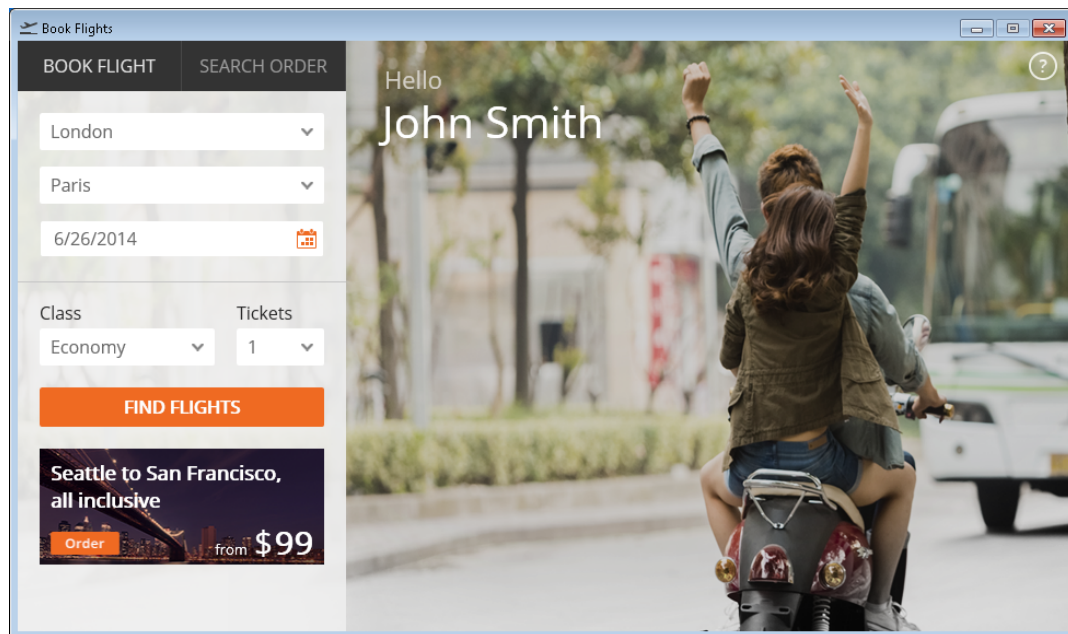 Book Flights
BOOK FLIGHT
SEARCH ORDER
Hello
John Smith
?
London
Paris
6/26/2014
Class
Tickets
Economy
1
FIND FLIGHTS
Seattle to San Francisco,
all inclusive
Order
from $99